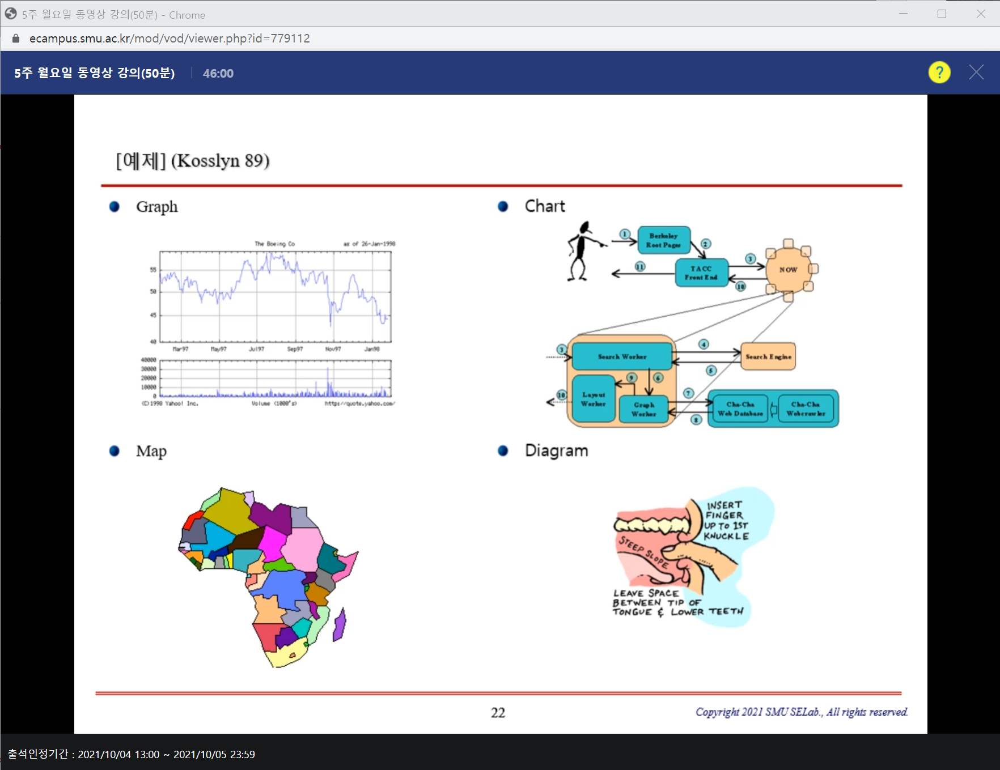 5주 월요일 동영상 강의(50분) - Chrome
ecampus.smu.ac.kr/mod/vod/viewer.php?id=779112
5주 월요일 동영상 강의(50분)
46:00
?
[예제] (Kosslyn 89)
Graph
The Boeing Co
as of 26-Jan-1998
55
50
45
40
Mar97 May97 Jul97 Sep97 Nov97 Jan98
40000
30000
20000
10000
0
(C)1998 Yahoo! Inc.
Volume (1000's)
http://quote.yahoo.com/
Chart
1
Berkeley
Root Pages
2
TACC
Front End
3
NOW
11
10
3
Search Worker
4
Search Engine
5
9
6
10
Layout
Worker
Graph
Worker
7
8
Cha-Cha
Web Database
Cha-Cha
Webcrawler
Map
Diagram
INSERT
FINGER
UP TO 1ST
KNUCKLE
STEEP SLOPE
LEAVE SPACE
BETWEEN TIP OF
TONGUE & LOWER TEETH
22
Copyright 2021 SMU SELab., All rights reserved.
출석인정기간 : 2021/10/04 13:00 ~ 2021/10/05 23:59